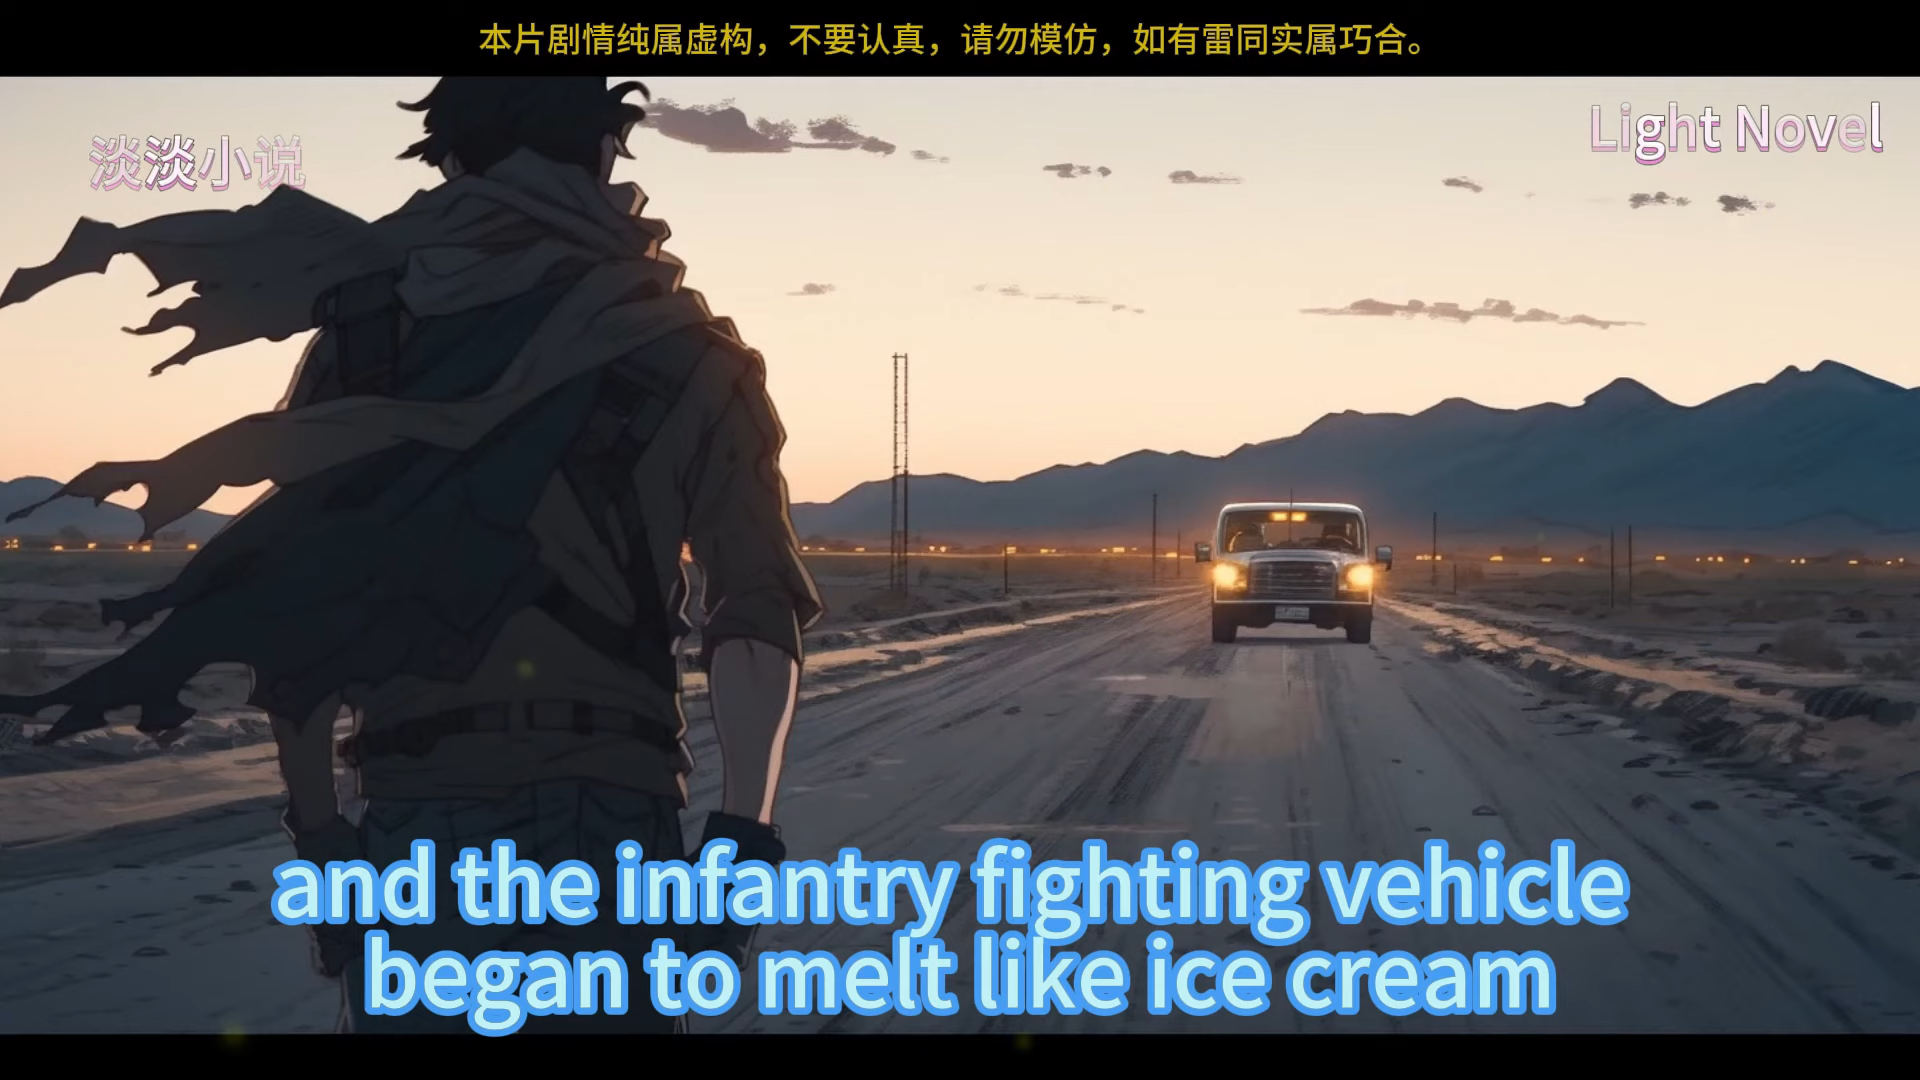 本片剧情纯属虚构，不要认真，请勿模仿，如有雷同实属巧合。
淡淡小说
Light Novel
and the infantry fighting vehicle
began to melt like ice cream